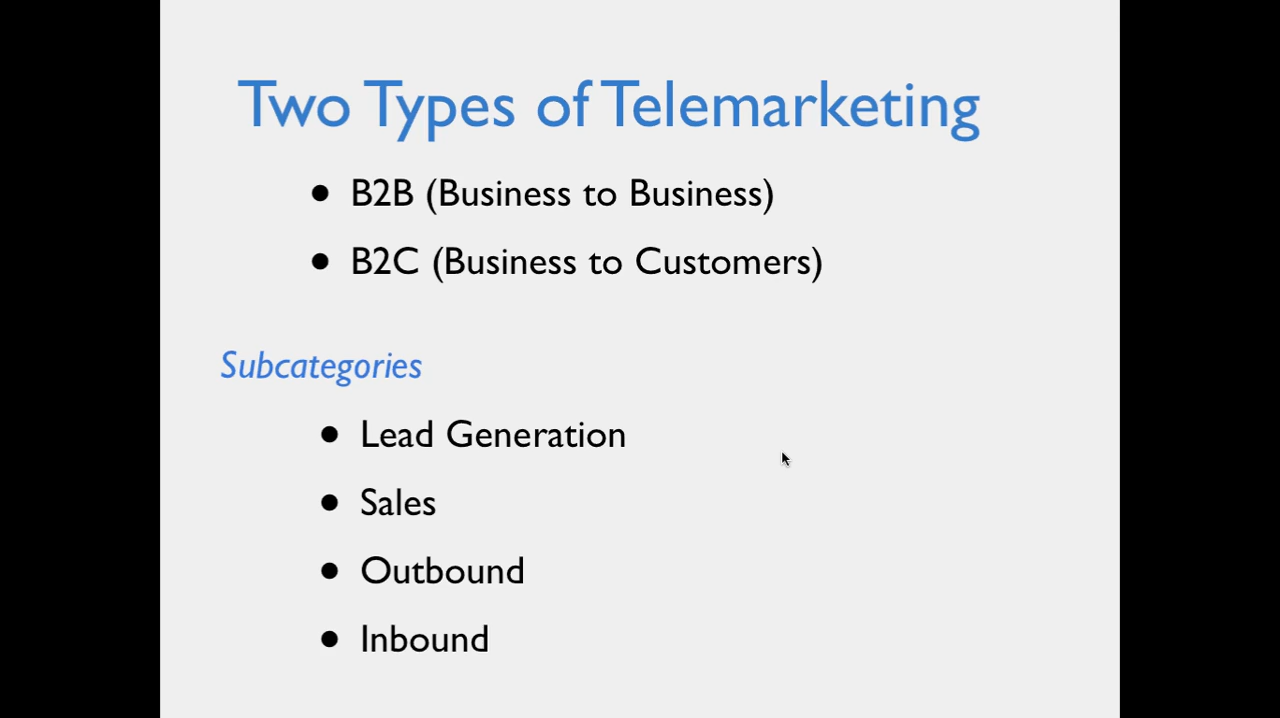 Two Types of Telemarketing
• B2B (Business to Business)
• B2C (Business to Customers)
Subcategories
• Lead Generation
• Sales
• Outbound
• Inbound